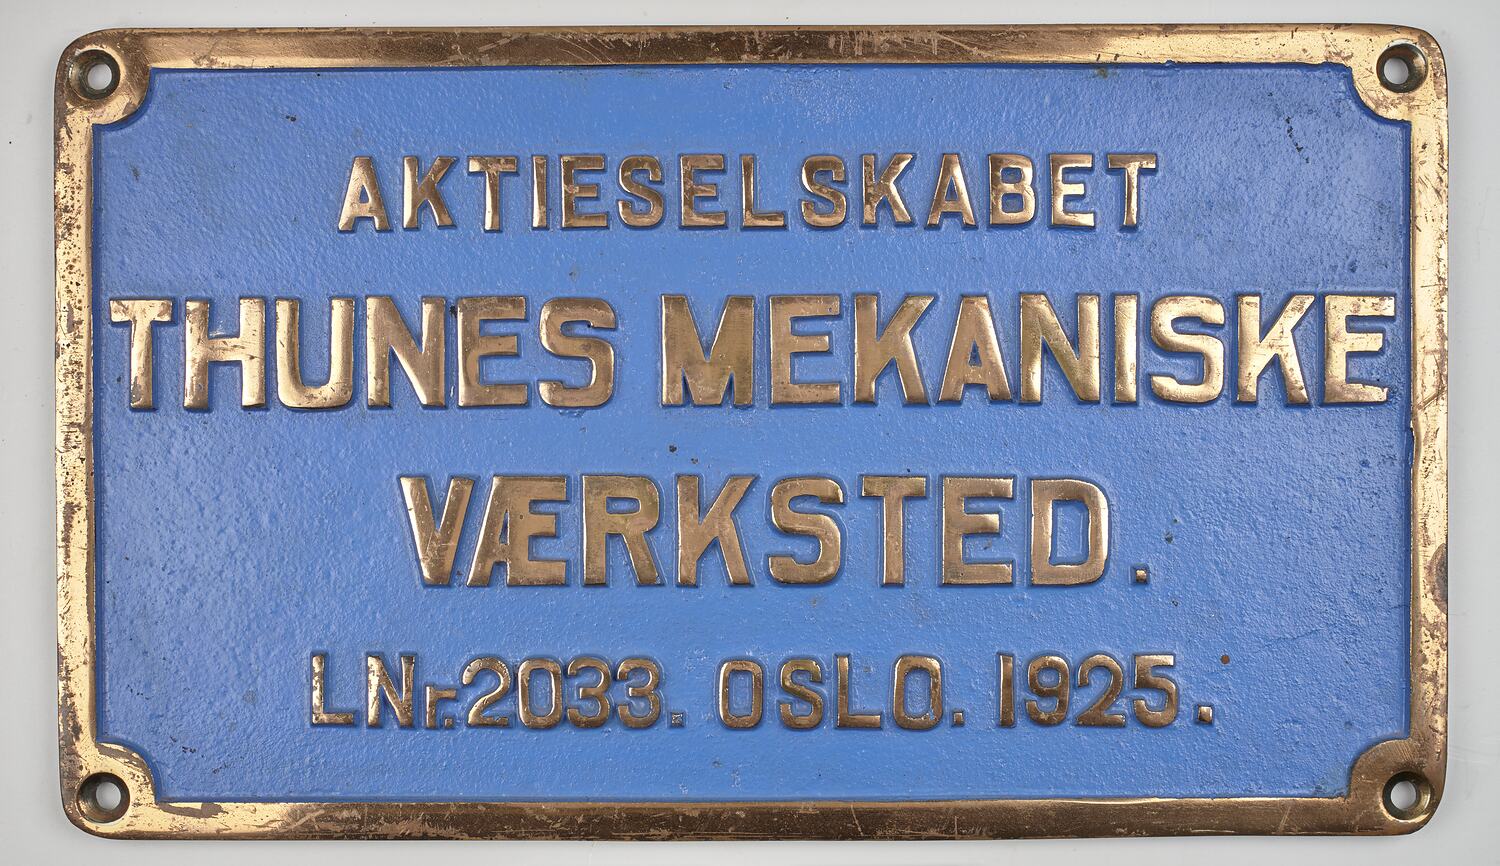 AKTIESELSKABET
THUNES MEKANISKE
VÆRKSTED.
LNr.2033. OSLO. 1925.